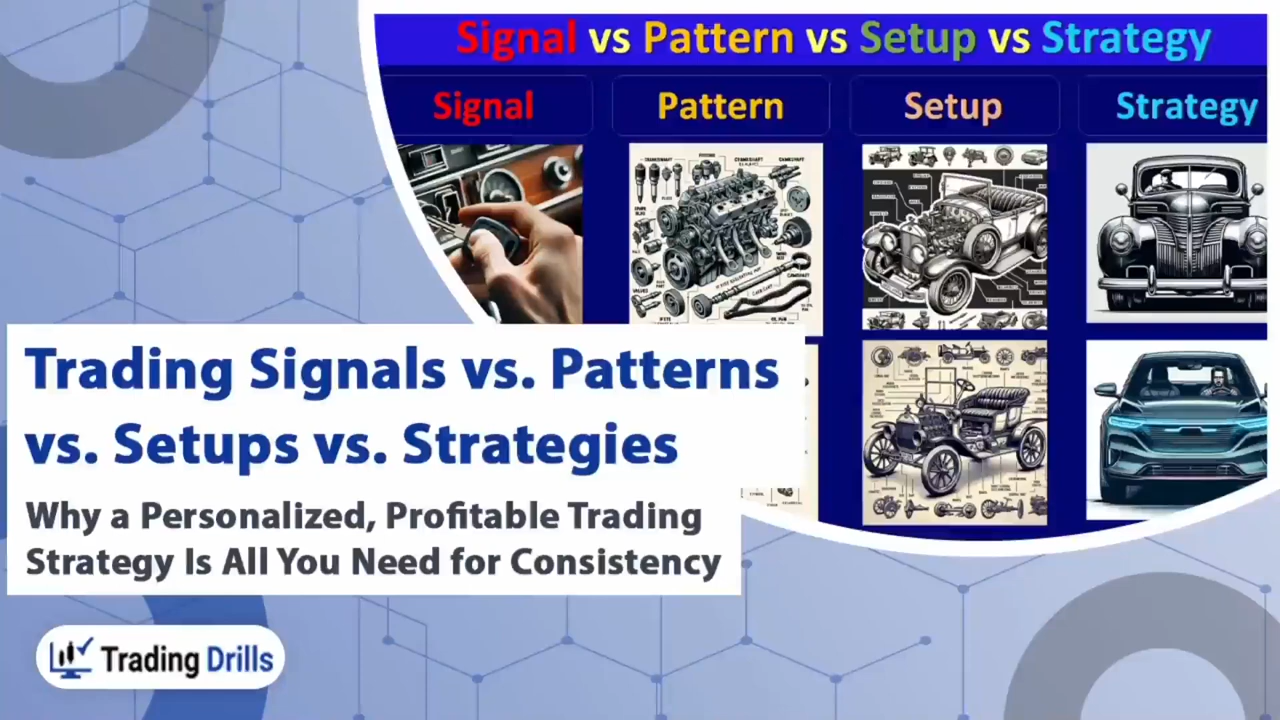 Signal vs Pattern vs Setup vs Strategy
Signal
Pattern
Setup
Strategy
Trading Signals vs. Patterns
vs. Setups vs. Strategies
Why a Personalized, Profitable Trading
Strategy Is All You Need for Consistency
Trading Drills